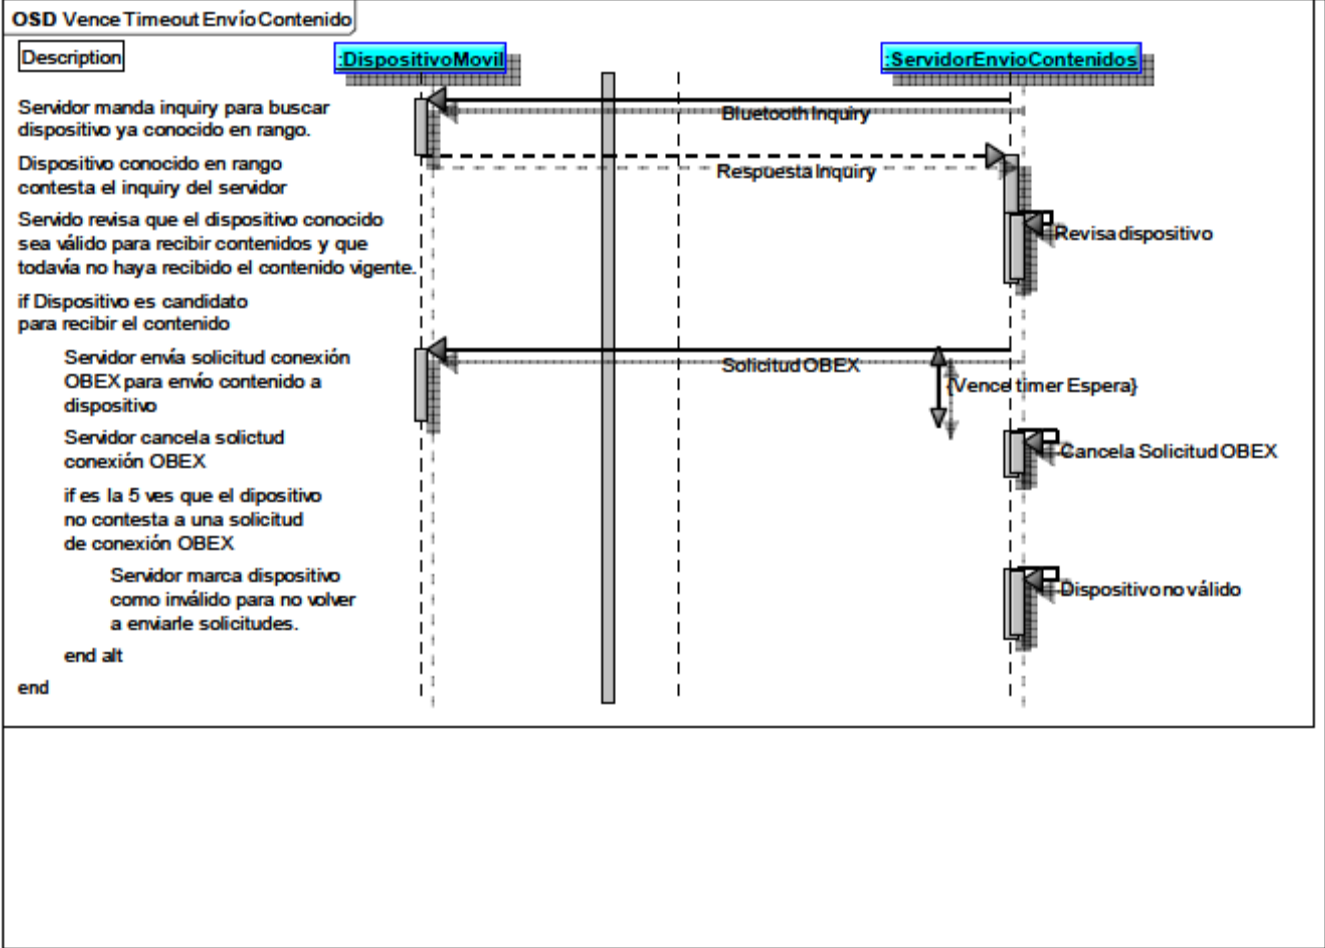 OSD Vence Timeout Envío Contenido
Description
:DispositivoMovil
:ServidorEnvioContenidos
Servidor manda inquiry para buscar
dispositivo ya conocido en rango.
Bluetooth Inquiry
Dispositivo conocido en rango
contesta el inquiry del servidor
Respuesta Inquiry
Servido revisa que el dispositivo conocido
sea válido para recibir contenidos y que
todavía no haya recibido el contenido vigente.
Revisa dispositivo
if Dispositivo es candidato
para recibir el contenido
Servidor envía solicitud conexión
OBEX para envío contenido a
dispositivo
Solicitud OBEX
{Vence timer Espera}
Servidor cancela solictud
conexión OBEX
Cancela Solicitud OBEX
if es la 5 ves que el dipositivo
no contesta a una solicitud
de conexión OBEX
Servidor marca dispositivo
como inválido para no volver
a enviarle solicitudes.
Dispositivo no válido
end alt
end